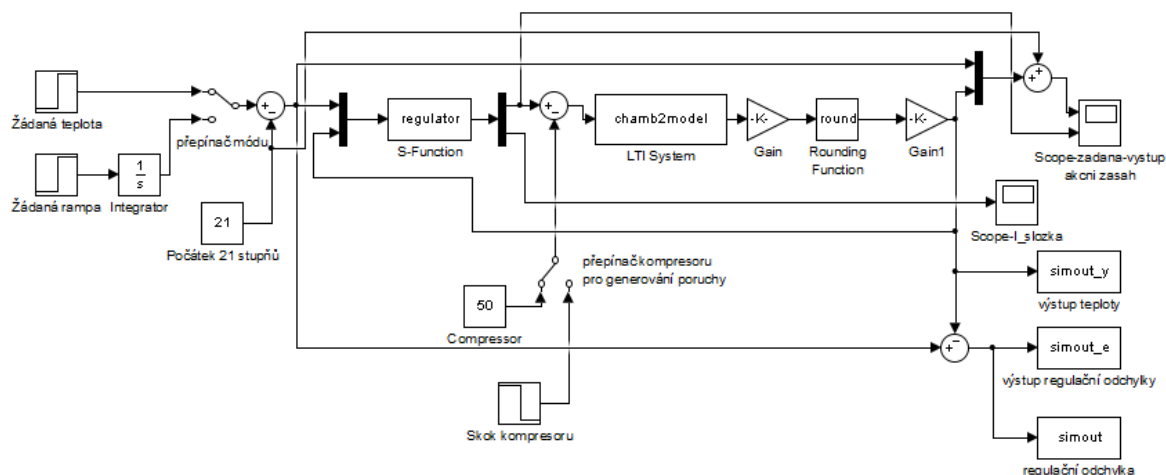 Žádaná teplota
přepínač módu
+
−
regulator
S-Function
+
−
chamb2model
LTI System
-K-
Gain
round
Rounding
Function
-K-
Gain1
+
+
Scope-zadana-vystup
akcni zasah
Žádaná rampa
1
s
Integrator
21
Počátek 21 stupňů
Scope-I_slozka
přepínač kompresoru
pro generování poruchy
50
Compressor
simout_y
výstup teploty
+
−
simout_e
výstup regulační odchylky
Skok kompresoru
simout
regulační odchylka